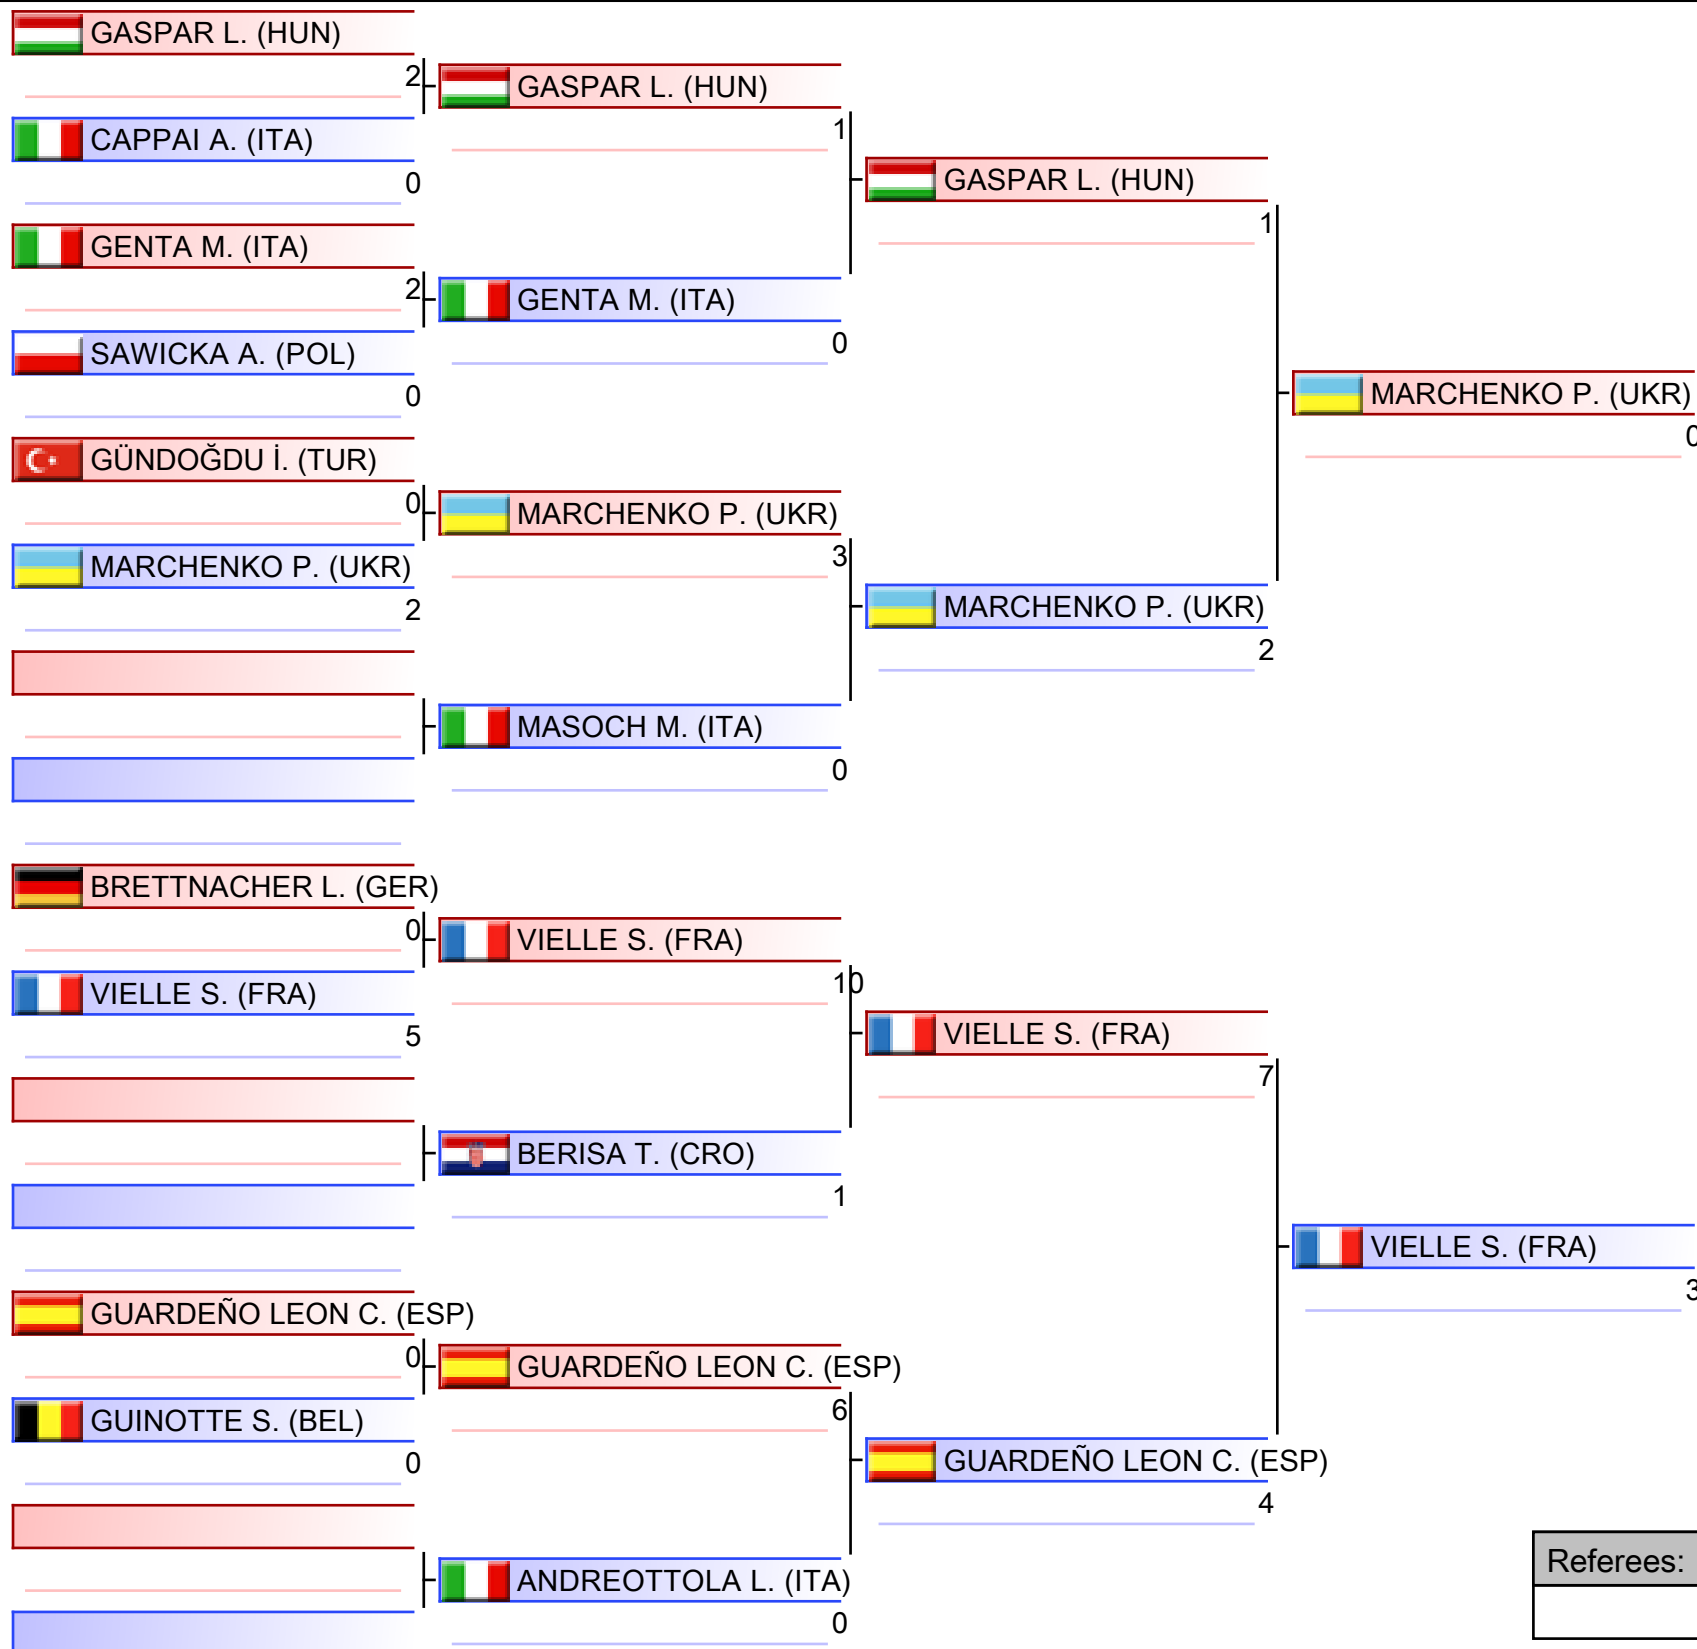 GASPAR L. (HUN)
2
CAPPAI A. (ITA)
0
GENTA M. (ITA)
2
SAWICKA A. (POL)
0
GÜNDOĞDU İ. (TUR)
0
MARCHENKO P. (UKR)
2
BRETTNACHER L. (GER)
0
VIELLE S. (FRA)
5
GUARDEÑO LEON C. (ESP)
0
GUINOTTE S. (BEL)
0
GASPAR L. (HUN)
1
GENTA M. (ITA)
0
MARCHENKO P. (UKR)
3
MASOCH M. (ITA)
0
VIELLE S. (FRA)
10
BERISA T. (CRO)
1
GUARDEÑO LEON C. (ESP)
6
ANDREOTTOLA L. (ITA)
0
GASPAR L. (HUN)
1
MARCHENKO P. (UKR)
2
VIELLE S. (FRA)
7
GUARDEÑO LEON C. (ESP)
4
MARCHENKO P. (UKR)
0
VIELLE S. (FRA)
3
Referees: